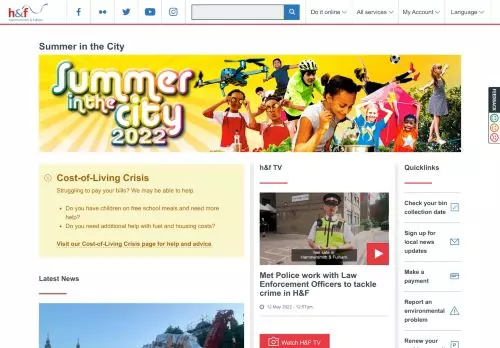 h&f
hammersmith & fulham
Do it online
All services
My Account
Language
Summer in the City
Summer
in the
city
2022
FEEDBACK
Cost-of-Living Crisis
Struggling to pay your bills? We may be able to help.
Do you have children on free school meals and need more
help?
Do you need additional help with fuel and housing costs?
Visit our Cost-of-Living Crisis page for help and advice.
Latest News
h&f TV
Hammersmith & Fulham
Met Police work with Law
Enforcement Officers to tackle
crime in H&F
12 May 2022 - 12:57pm
Watch H&F TV
Quicklinks
Check your bin
collection date
Sign up for
local news
updates
Make a
payment
Report an
environmental
problem
Renew your